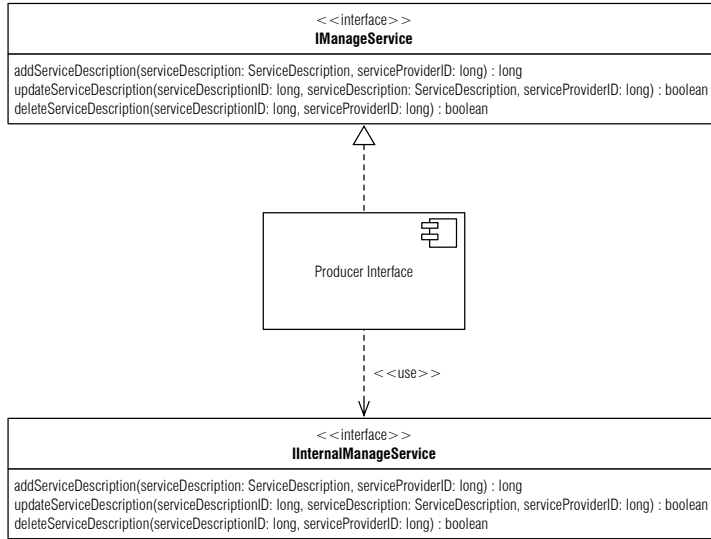 <<interface>>
IManageService
addServiceDescription(serviceDescription: ServiceDescription, serviceProviderID: long) : long
updateServiceDescription(serviceDescriptionID: long, serviceDescription: ServiceDescription, serviceProviderID: long) : boolean
deleteServiceDescription(serviceDescriptionID: long, serviceProviderID: long) : boolean
Producer Interface
<<use>>
<<interface>>
IInternalManageService
addServiceDescription(serviceDescription: ServiceDescription, serviceProviderID: long) : long
updateServiceDescription(serviceDescriptionID: long, serviceDescription: ServiceDescription, serviceProviderID: long) : boolean
deleteServiceDescription(serviceDescriptionID: long, serviceProviderID: long) : boolean